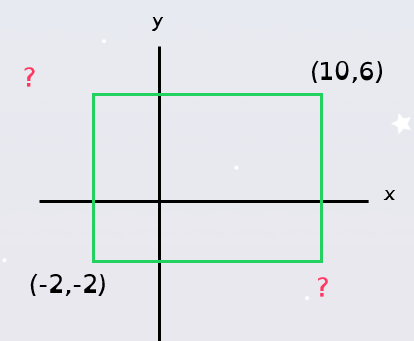 y
?
(10,6)
x
(-2,-2)
?